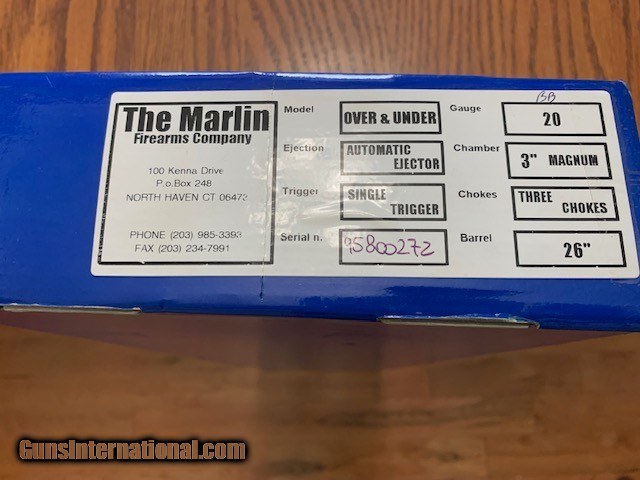 The Marlin
Firearms Company
100 Kenna Drive
P.o.Box 248
NORTH HAVEN CT 06473
PHONE (203) 985-3393
FAX (203) 234-7991
Model
OVER & UNDER
Ejection
AUTOMATIC
EJECTOR
Trigger
SINGLE
TRIGGER
Serial n.
95800272
Gauge
BB
20
Chamber
3" MAGNUM
Chokes
THREE
CHOKES
Barrel
26"
GunsInternational.com